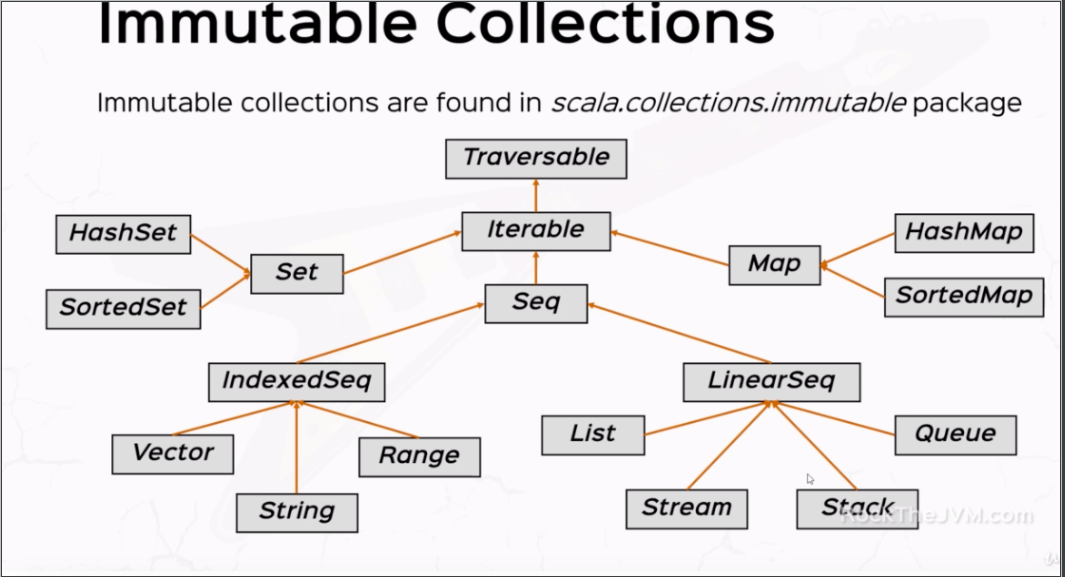 Immutable Collections
Immutable collections are found in scala.collections.immutable package
Traversable
HashSet
Iterable
HashMap
Set
Map
SortedSet
Seq
SortedMap
IndexedSeq
LinearSeq
Vector
Range
List
Queue
String
Stream
Stack
RockTheJVM.com